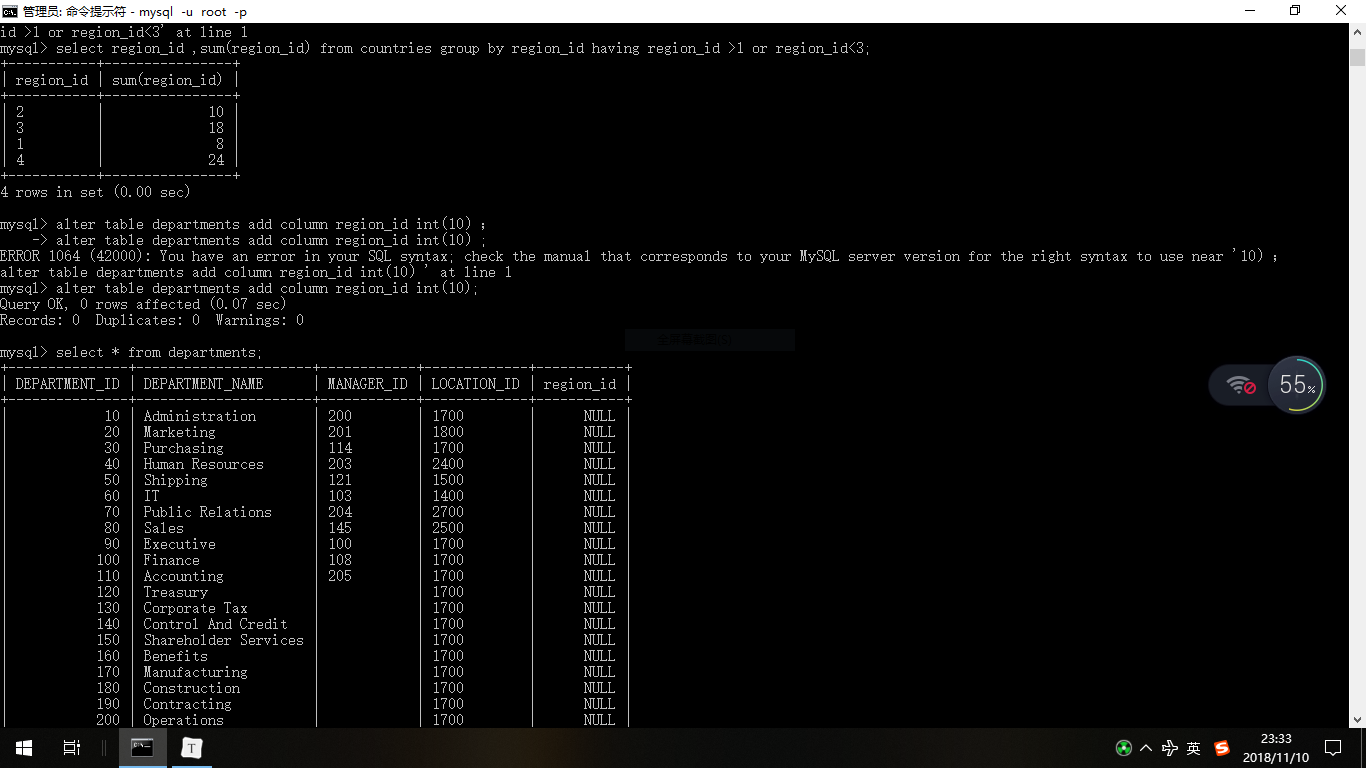 管理员: 命令提示符 - mysql  -u  root  -p
id >1 or region_id<3' at line 1
mysql> select region_id ,sum(region_id) from countries group by region_id having region_id >1 or region_id<3;
+-----------+----------------+
| region_id | sum(region_id) |
+-----------+----------------+
| 2         |             10 |
| 3         |             18 |
| 1         |              8 |
| 4         |             24 |
+-----------+----------------+
4 rows in set (0.00 sec)
mysql> alter table departments add column region_id int(10) ；
    -> alter table departments add column region_id int(10) ;
ERROR 1064 (42000): You have an error in your SQL syntax; check the manual that corresponds to your MySQL server version for the right syntax to use near '10) ；
alter table departments add column region_id int(10) ' at line 1
mysql> alter table departments add column region_id int(10);
Query OK, 0 rows affected (0.07 sec)
Records: 0  Duplicates: 0  Warnings: 0
mysql> select * from departments;
+---------------+----------------------+------------+-------------+-----------+
| DEPARTMENT_ID | DEPARTMENT_NAME      | MANAGER_ID | LOCATION_ID | region_id |
+---------------+----------------------+------------+-------------+-----------+
|            10 | Administration       | 200        | 1700        |      NULL |
|            20 | Marketing            | 201        | 1800        |      NULL |
|            30 | Purchasing           | 114        | 1700        |      NULL |
|            40 | Human Resources      | 203        | 2400        |      NULL |
|            50 | Shipping             | 121        | 1500        |      NULL |
|            60 | IT                   | 103        | 1400        |      NULL |
|            70 | Public Relations     | 204        | 2700        |      NULL |
|            80 | Sales                | 145        | 2500        |      NULL |
|            90 | Executive            | 100        | 1700        |      NULL |
|           100 | Finance              | 108        | 1700        |      NULL |
|           110 | Accounting           | 205        | 1700        |      NULL |
|           120 | Treasury             |            | 1700        |      NULL |
|           130 | Corporate Tax        |            | 1700        |      NULL |
|           140 | Control And Credit   |            | 1700        |      NULL |
|           150 | Shareholder Services |            | 1700        |      NULL |
|           160 | Benefits             |            | 1700        |      NULL |
|           170 | Manufacturing        |            | 1700        |      NULL |
|           180 | Construction         |            | 1700        |      NULL |
|           190 | Contracting          |            | 1700        |      NULL |
|           200 | Operations           |            | 1700        |      NULL |
55%
T
英
S
23:33
2018/11/10